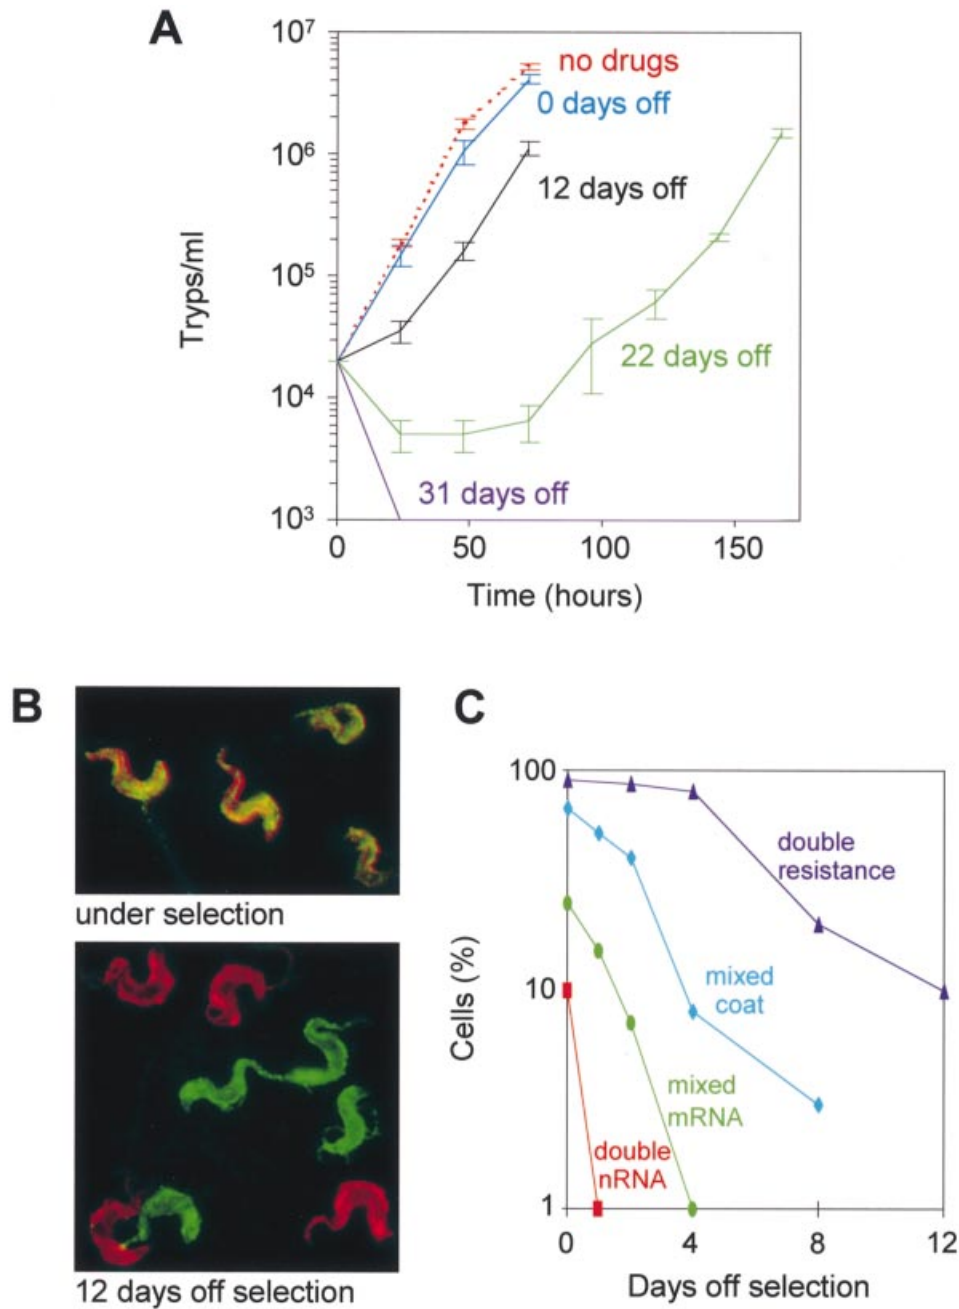 A
10⁷
10⁶
10⁵
10⁴
10³
Tryps/ml
no drugs
0 days off
12 days off
22 days off
31 days off
0
50
100
150
Time (hours)
B
under selection
12 days off selection
C
100
10
1
Cells (%)
double
resistance
mixed
coat
mixed
mRNA
double
nRNA
0
4
8
12
Days off selection